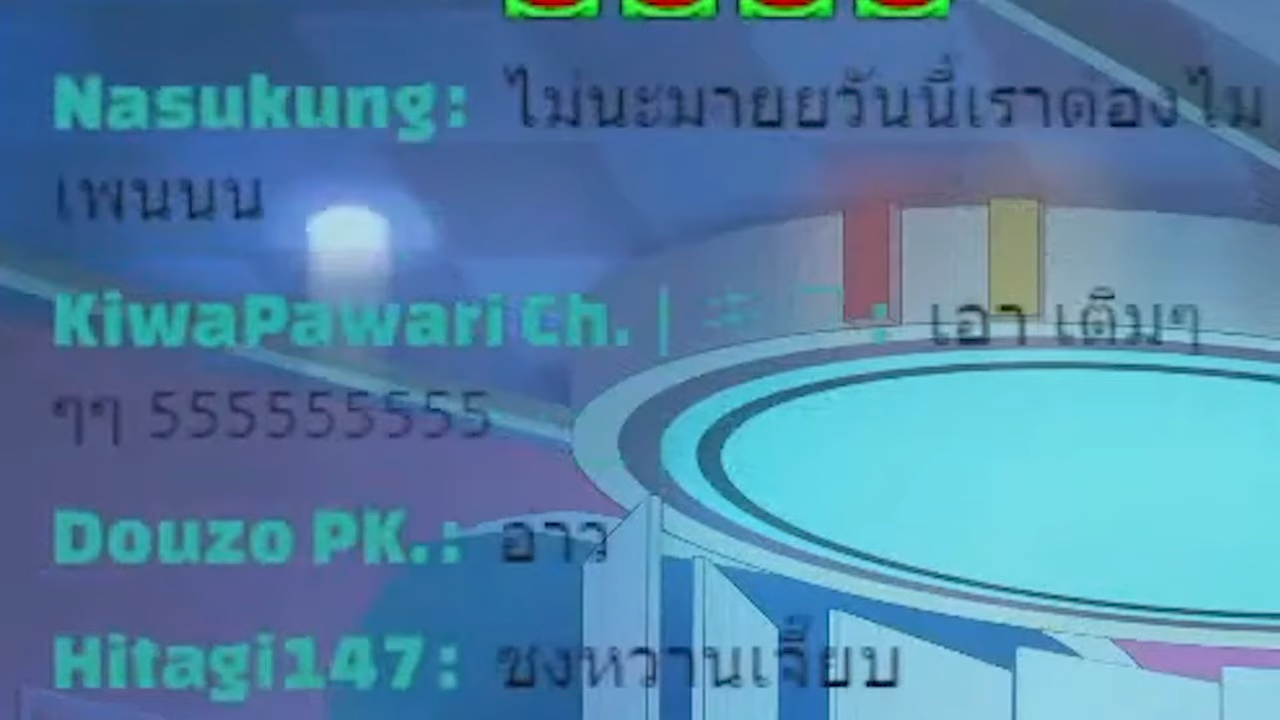 Nasukung: ไม่นะมายยวันนี้เราต้องไม่
เพนนน
KiwaPawari Ch. | : เอา เติมๆ
ๆๆ 555555555
Douzo PK.: อาว
Hitagi147: ชงหวานเจี๊ยบ